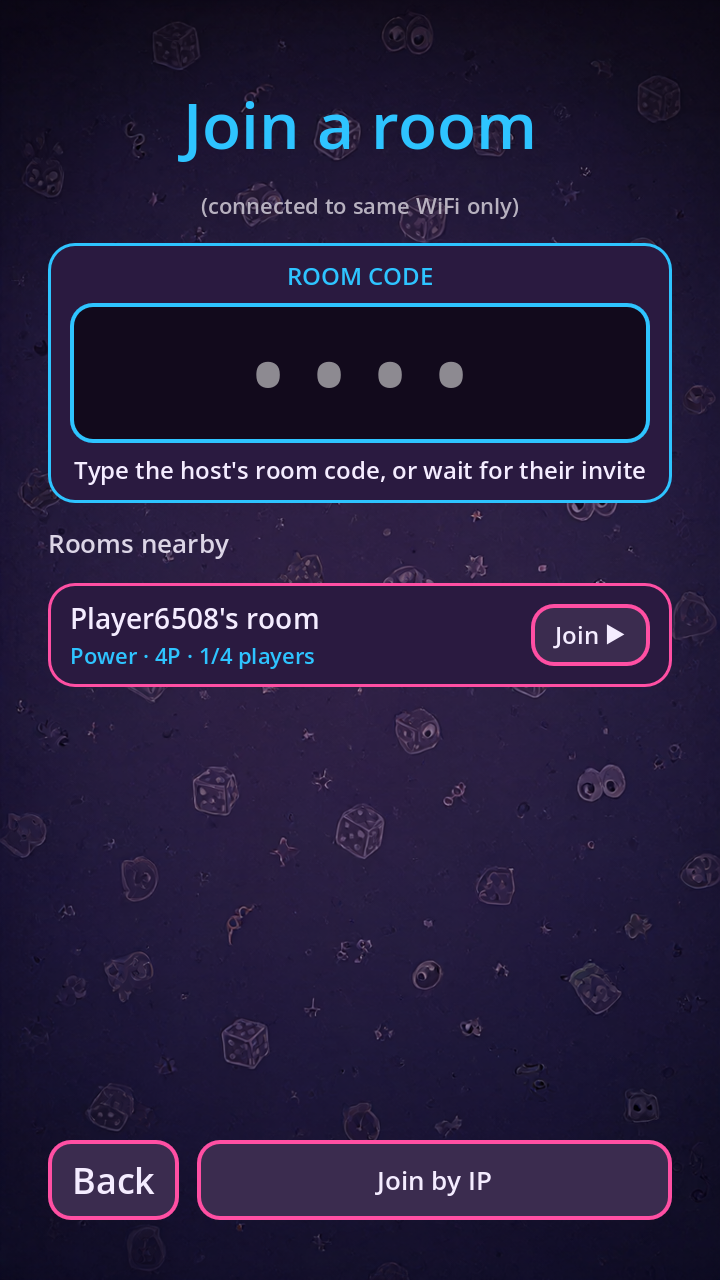 Join a room
(connected to same WiFi only)
ROOM CODE
Type the host's room code, or wait for their invite
Rooms nearby
Player6508's room
Power · 4P · 1/4 players
Join ▶
Back
Join by IP